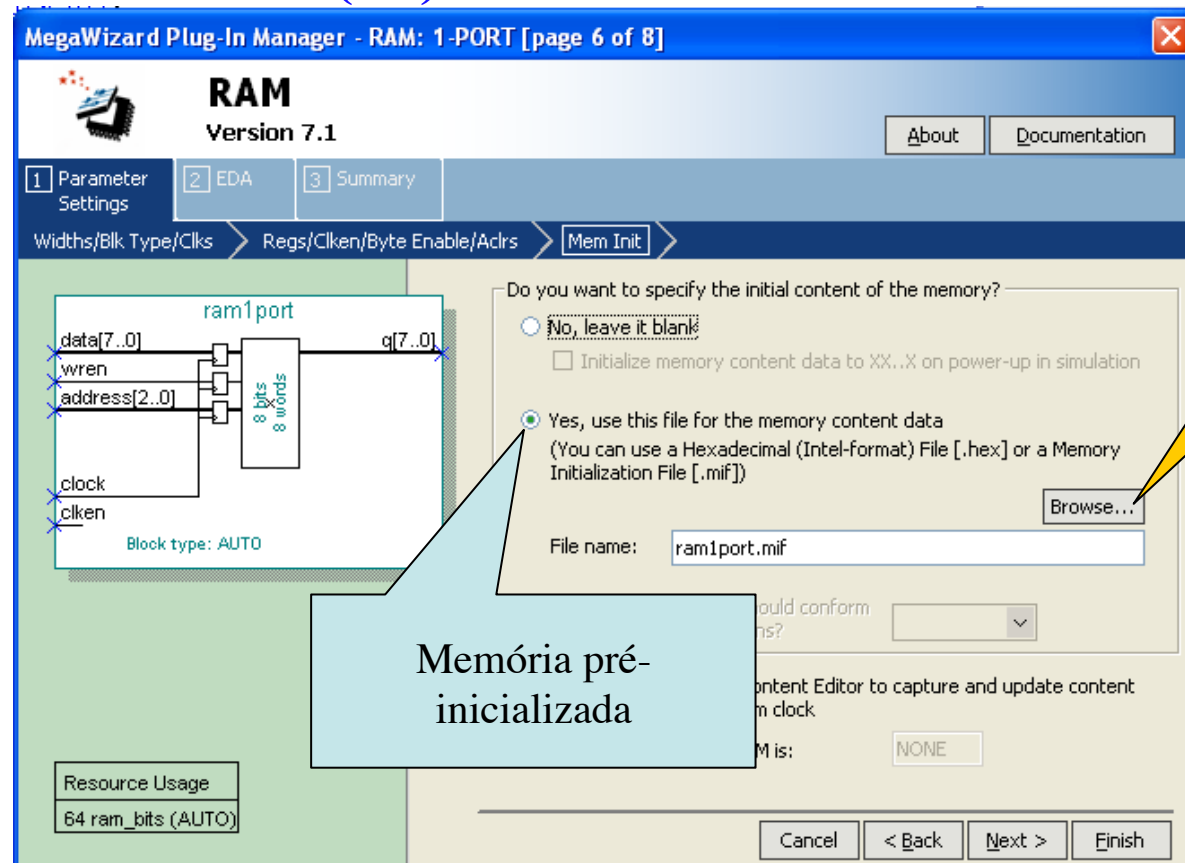 MegaWizard Plug-In Manager - RAM: 1-PORT [page 6 of 8]
RAM
Version 7.1
About
Documentation
1 Parameter Settings
2 EDA
3 Summary
Widths/Blk Type/Clks
Regs/Clken/Byte Enable/Aclrs
Mem Init
ram1port
data[7..0]
q[7..0]
wren
address[2..0]
8 bits
x
8 words
clock
clken
Block type: AUTO
Resource Usage
64 ram_bits (AUTO)
Do you want to specify the initial content of the memory?
No, leave it blank
Initialize memory content data to XX..X on power-up in simulation
Yes, use this file for the memory content data
(You can use a Hexadecimal (Intel-format) File [.hex] or a Memory
Initialization File [.mif])
Browse...
File name: ram1port.mif
conform
Memória pré-
inicializada
Content Editor to capture and update content
clock
is: NONE
Cancel
< Back
Next >
Finish